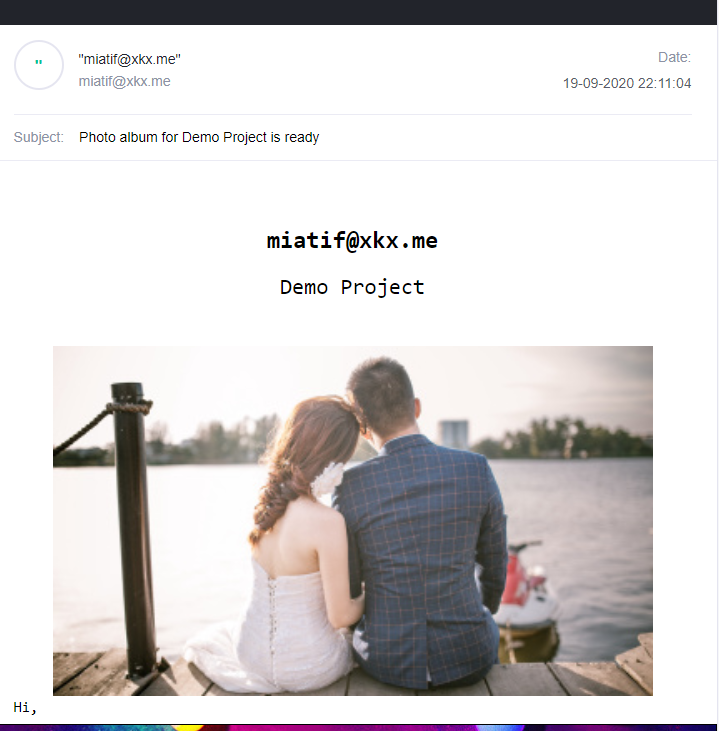 "
"miatif@xkx.me"
Date:
miatif@xkx.me
19-09-2020 22:11:04
Subject: Photo album for Demo Project is ready
miatif@xkx.me
Demo Project
Hi,